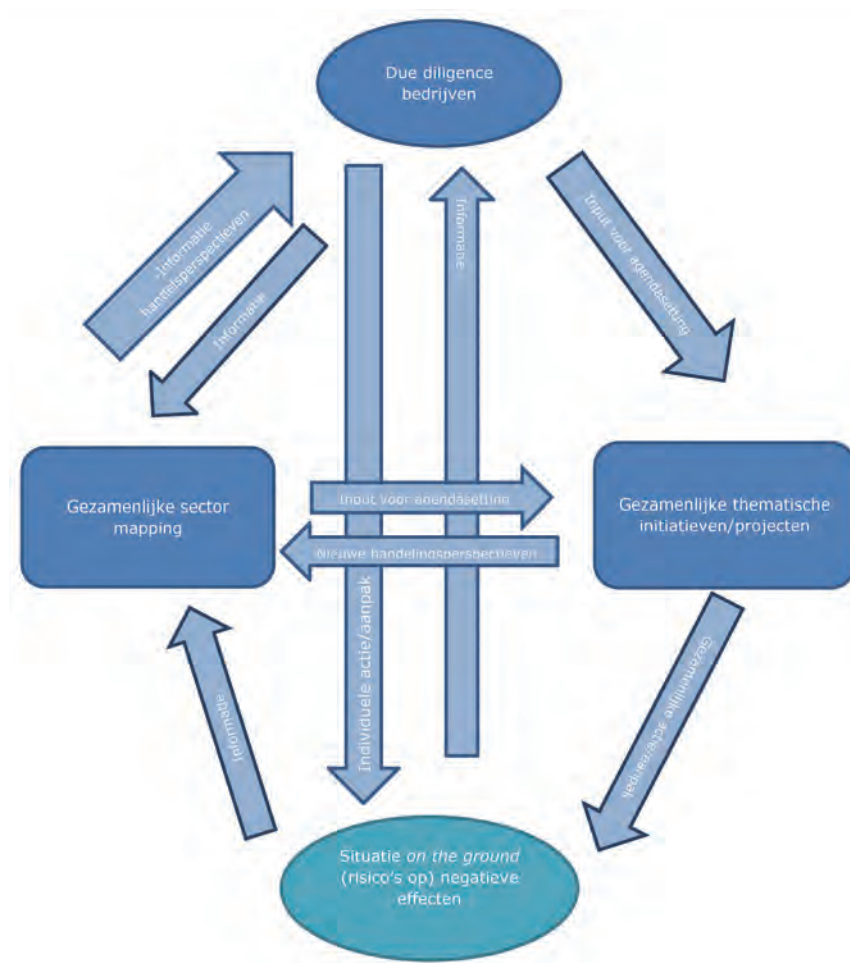 Due diligence
bedrijven
-Informatie
handelsperspectieven
Informatie
Informatie
Input voor agendasetting
Gezamenlijke sector
mapping
Input voor agendasetting
Nieuwe handelingsperspectieven
Gezamenlijke thematische
initiatieven/projecten
Individuele actie/aanpak
Informatie
Gezamenlijke actie/aanpak
Situatie on the ground
(risico's op) negatieve
effecten